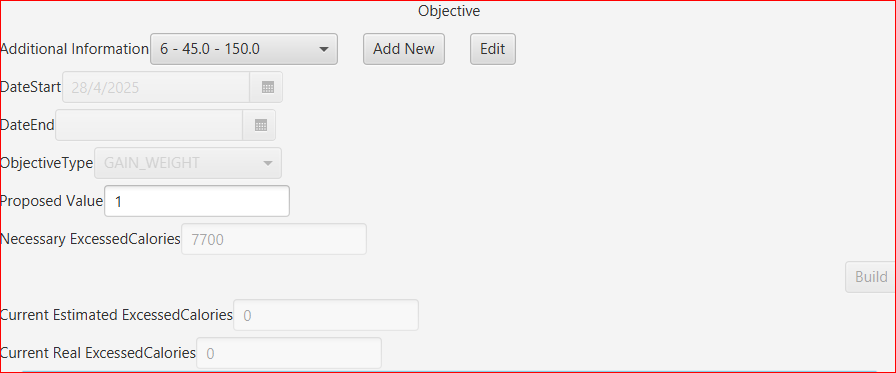 Objective
Additional Information 6 - 45.0 - 150.0 Add New Edit
DateStart 28/4/2025
DateEnd
ObjectiveType GAIN_WEIGHT
Proposed Value 1
Necessary ExcessedCalories 7700
Build
Current Estimated ExcessedCalories 0
Current Real ExcessedCalories 0